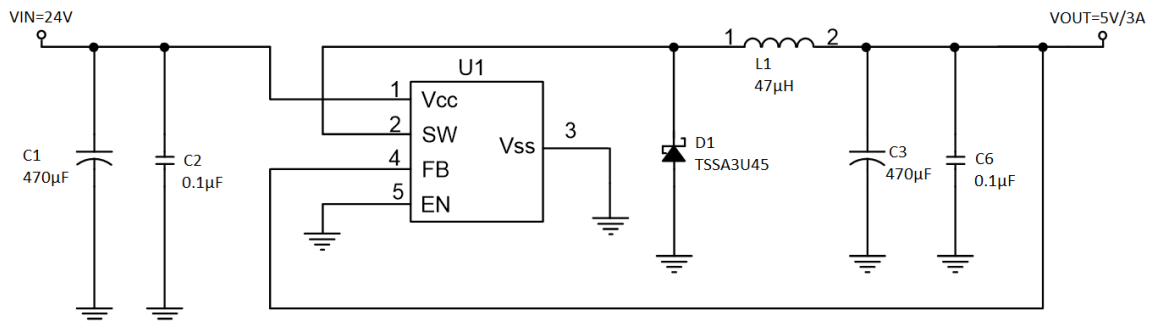 VIN=24V
VOUT=5V/3A
1
2
L1
47µH
U1
1
Vcc
2
SW
Vss
3
4
FB
5
EN
C1
470µF
C2
0.1µF
D1
TSSA3U45
C3
470µF
C6
0.1µF